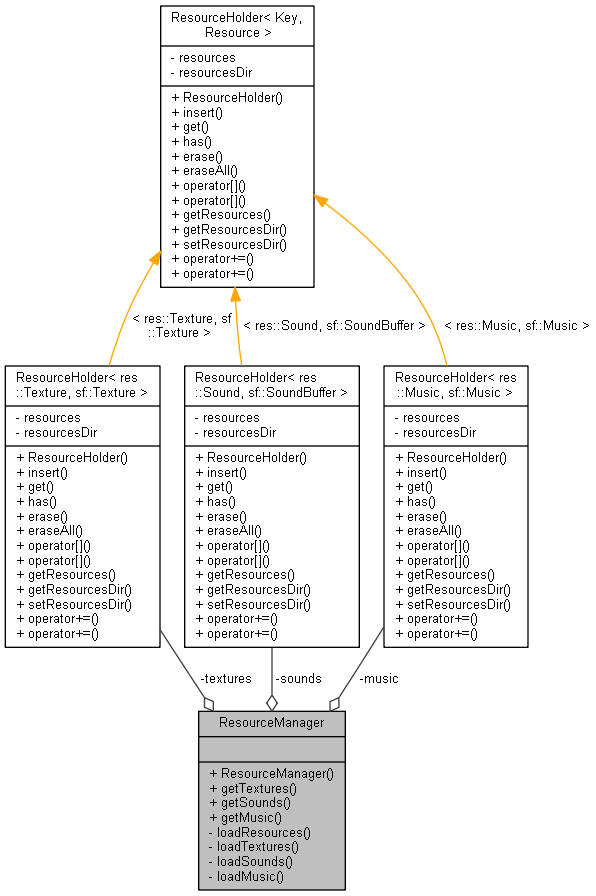 ResourceHolder< Key,
Resource >
- resources
- resourcesDir
+ ResourceHolder()
+ insert()
+ get()
+ has()
+ erase()
+ eraseAll()
+ operator[]()
+ operator[]()
+ getResources()
+ getResourcesDir()
+ setResourcesDir()
+ operator+=()
+ operator+=()
< res::Texture, sf
::Texture >
< res::Sound, sf::SoundBuffer >
< res::Music, sf::Music >
ResourceHolder< res
::Texture, sf::Texture >
- resources
- resourcesDir
+ ResourceHolder()
+ insert()
+ get()
+ has()
+ erase()
+ eraseAll()
+ operator[]()
+ operator[]()
+ getResources()
+ getResourcesDir()
+ setResourcesDir()
+ operator+=()
+ operator+=()
ResourceHolder< res
::Sound, sf::SoundBuffer >
- resources
- resourcesDir
+ ResourceHolder()
+ insert()
+ get()
+ has()
+ erase()
+ eraseAll()
+ operator[]()
+ operator[]()
+ getResources()
+ getResourcesDir()
+ setResourcesDir()
+ operator+=()
+ operator+=()
ResourceHolder< res
::Music, sf::Music >
- resources
- resourcesDir
+ ResourceHolder()
+ insert()
+ get()
+ has()
+ erase()
+ eraseAll()
+ operator[]()
+ operator[]()
+ getResources()
+ getResourcesDir()
+ setResourcesDir()
+ operator+=()
+ operator+=()
-textures
-sounds
-music
ResourceManager
+ ResourceManager()
+ getTextures()
+ getSounds()
+ getMusic()
- loadResources()
- loadTextures()
- loadSounds()
- loadMusic()